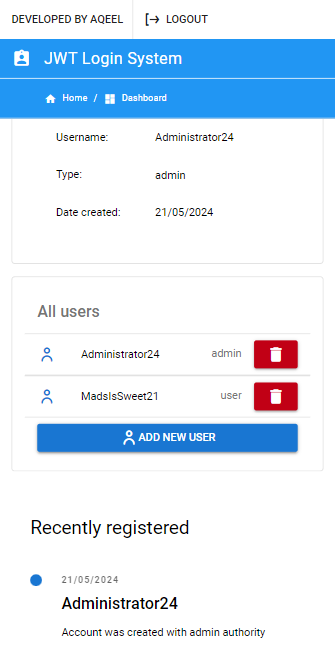 DEVELOPED BY AQEEL
LOGOUT
JWT Login System
Home / Dashboard
Username: Administrator24
Type: admin
Date created: 21/05/2024
All users
Administrator24 admin
MadsIsSweet21 user
ADD NEW USER
Recently registered
21/05/2024
Administrator24
Account was created with admin authority